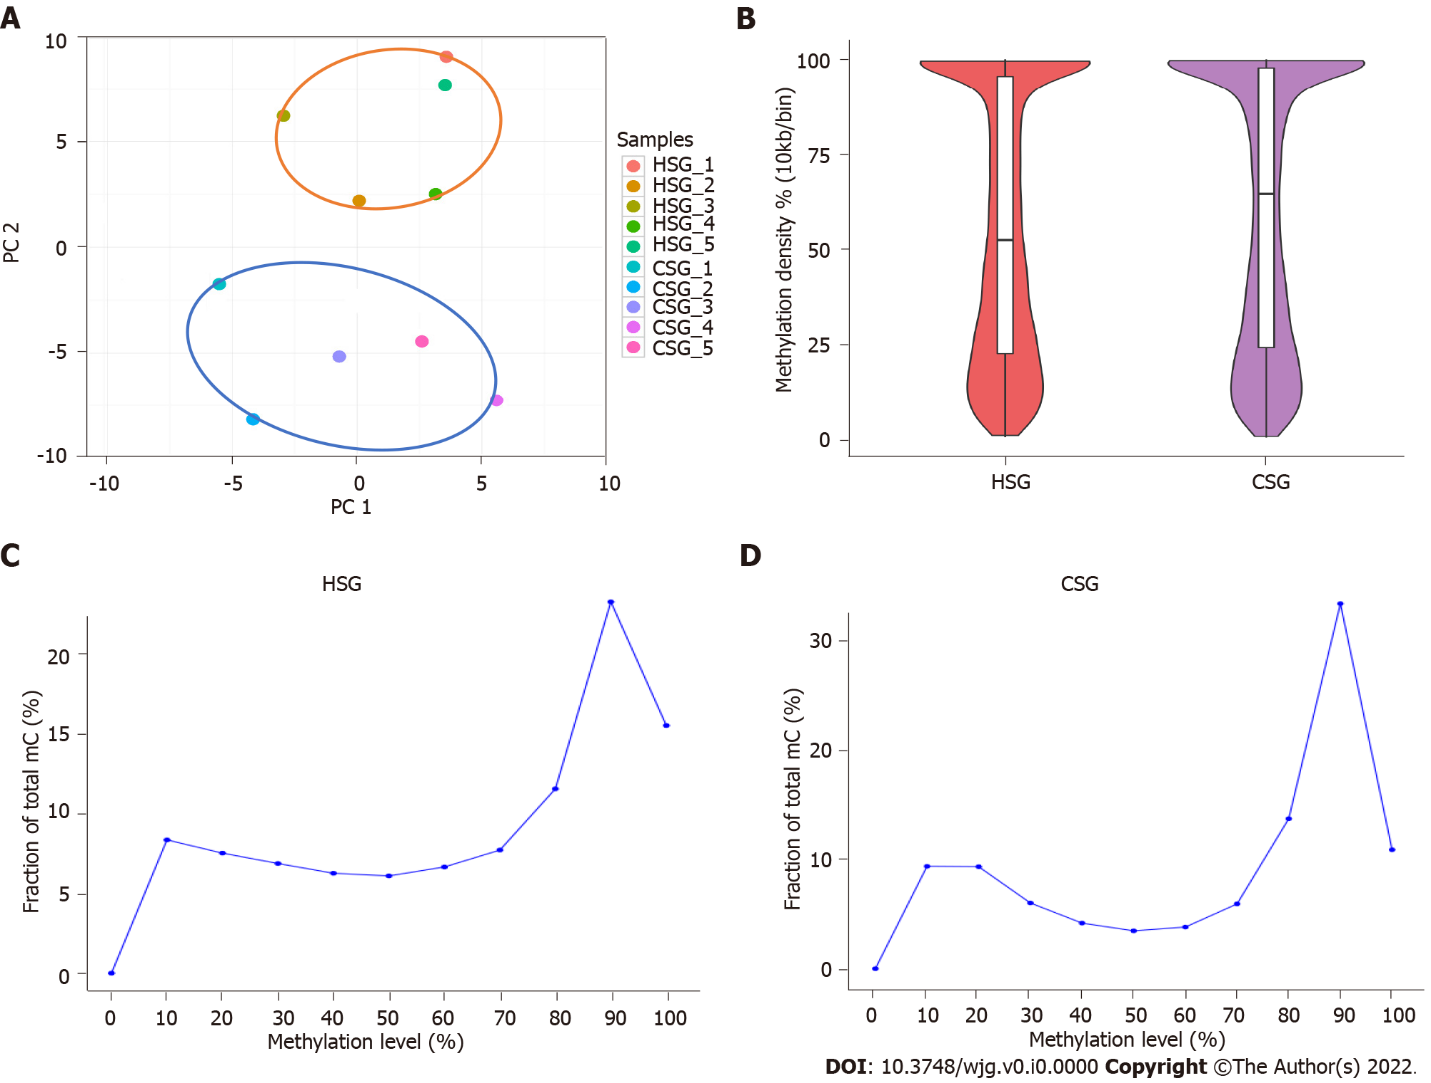 A
10
5
0
-5
-10
PC 2
-10 -5 0 5 10
PC 1
Samples
HSG_1
HSG_2
HSG_3
HSG_4
HSG_5
CSG_1
CSG_2
CSG_3
CSG_4
CSG_5
B
100
75
50
25
0
Methylation density % (10kb/bin)
HSG CSG
C
HSG
20
15
10
5
0
Fraction of total mC (%)
0 10 20 30 40 50 60 70 80 90 100
Methylation level (%)
D
CSG
30
20
10
0
Fraction of total mC (%)
0 10 20 30 40 50 60 70 80 90 100
Methylation level (%)
DOI: 10.3748/wjg.v0.i0.0000 Copyright ©The Author(s) 2022.